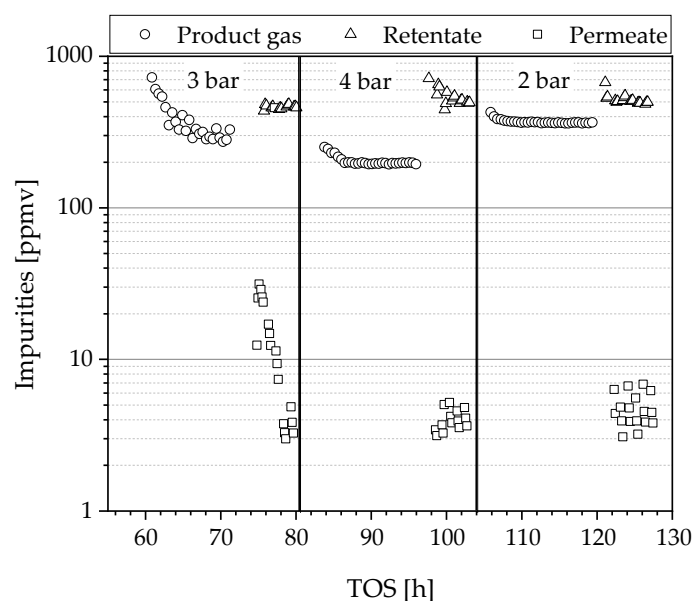 Product gas Retentate Permeate
3 bar 4 bar 2 bar
Impurities [ppmv]
1000
100
10
1
60 70 80 90 100 110 120 130
TOS [h]